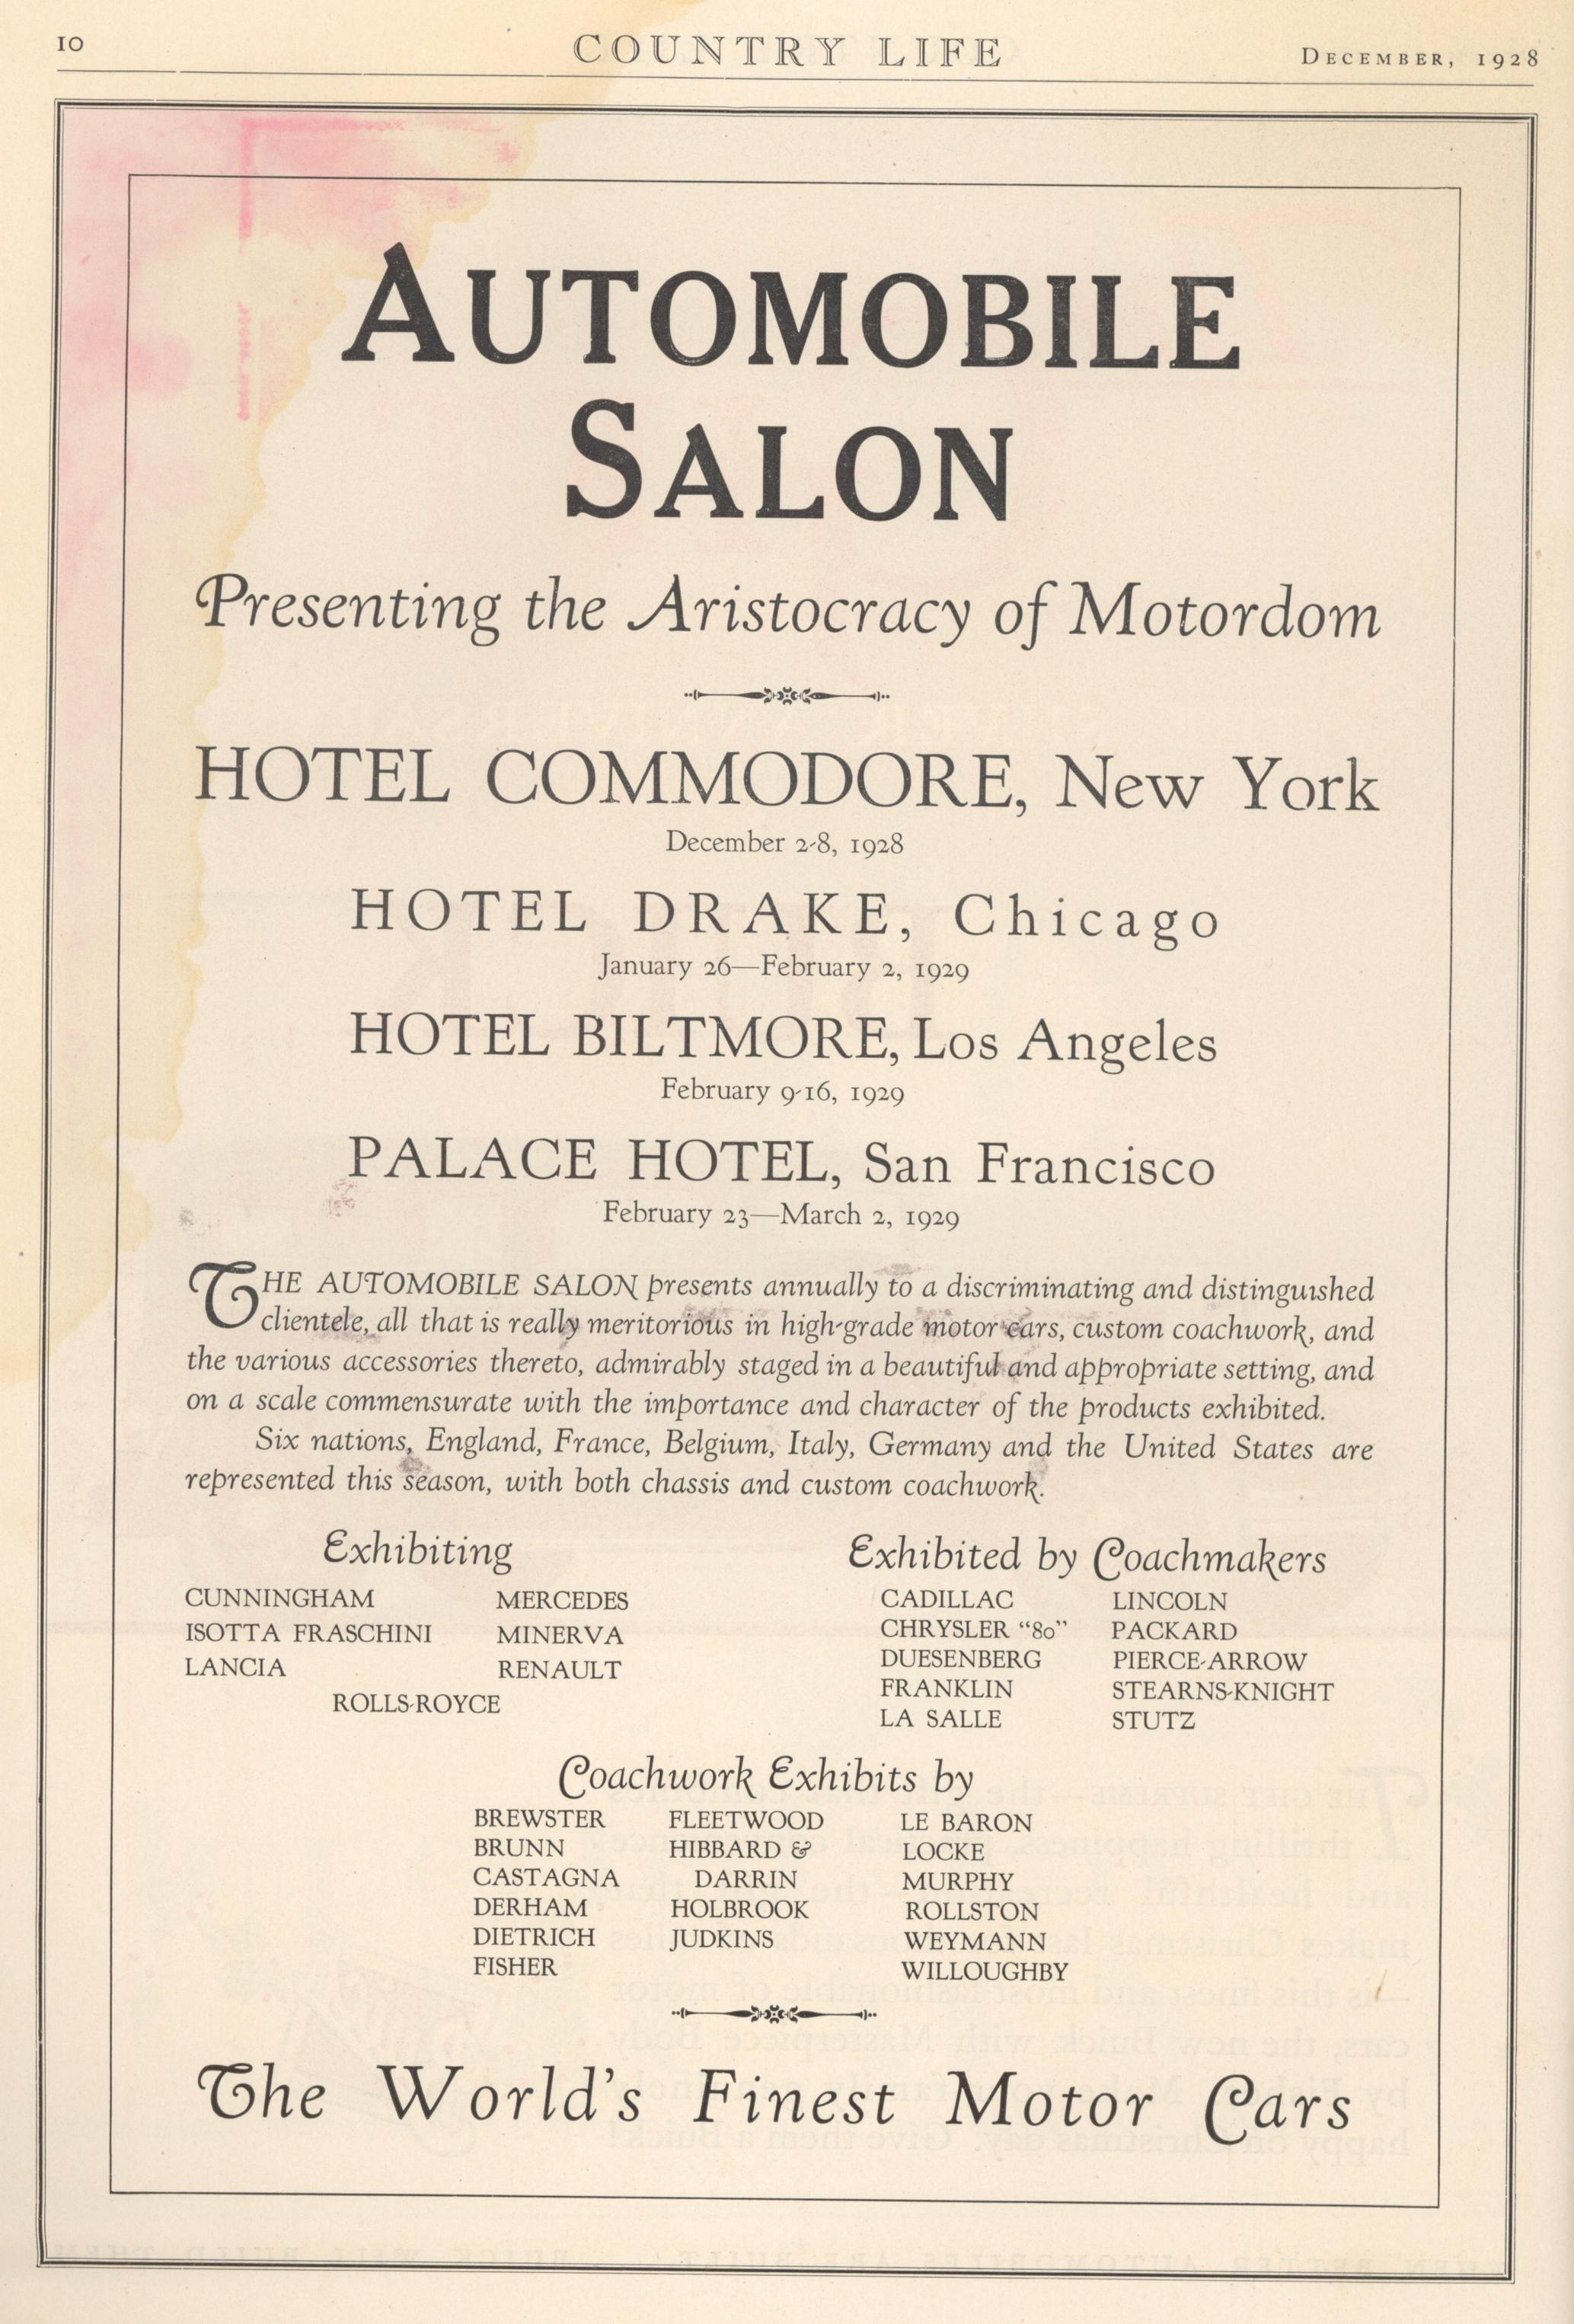 10
COUNTRY LIFE
DECEMBER, 1928
AUTOMOBILE
SALON
Presenting the Aristocracy of Motordom
HOTEL COMMODORE, New York
December 2-8, 1928
HOTEL DRAKE, Chicago
January 26—February 2, 1929
HOTEL BILTMORE, Los Angeles
February 9-16, 1929
PALACE HOTEL, San Francisco
February 23—March 2, 1929
THE AUTOMOBILE SALON presents annually to a discriminating and distinguished
clientele, all that is really meritorious in high-grade motor cars, custom coachwork, and
the various accessories thereto, admirably staged in a beautiful and appropriate setting, and
on a scale commensurate with the importance and character of the products exhibited.
Six nations, England, France, Belgium, Italy, Germany and the United States are
represented this season, with both chassis and custom coachwork.
Exhibiting
CUNNINGHAM MERCEDES
ISOTTA FRASCHINI MINERVA
LANCIA RENAULT
ROLLS-ROYCE
Exhibited by Coachmakers
CADILLAC LINCOLN
CHRYSLER “80” PACKARD
DUESENBERG PIERCE-ARROW
FRANKLIN STEARNS-KNIGHT
LA SALLE STUTZ
Coachwork Exhibits by
BREWSTER FLEETWOOD LE BARON
BRUNN HIBBARD & LOCKE
CASTAGNA DARRIN MURPHY
DERHAM HOLBROOK ROLLSTON
DIETRICH JUDKINS WEYMANN
FISHER WILLOUGHBY
The World's Finest Motor Cars